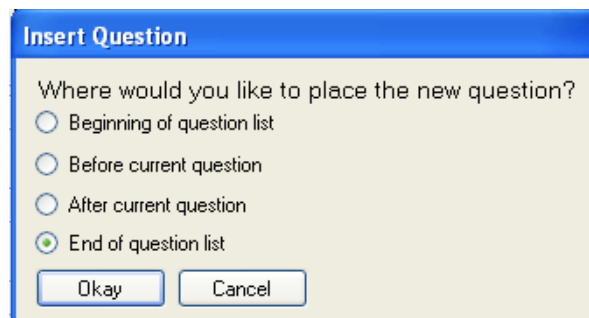 Insert Question
Where would you like to place the new question?
Beginning of question list
Before current question
After current question
End of question list
Okay Cancel